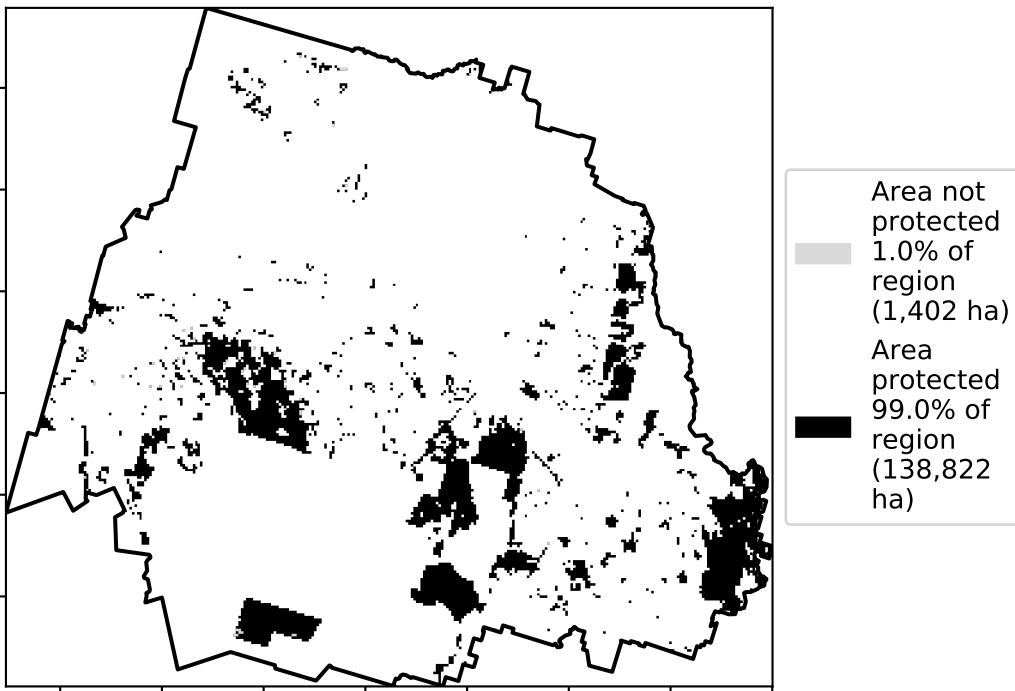 Area not
protected
1.0% of
region
(1,402 ha)
Area
protected
99.0% of
region
(138,822
ha)